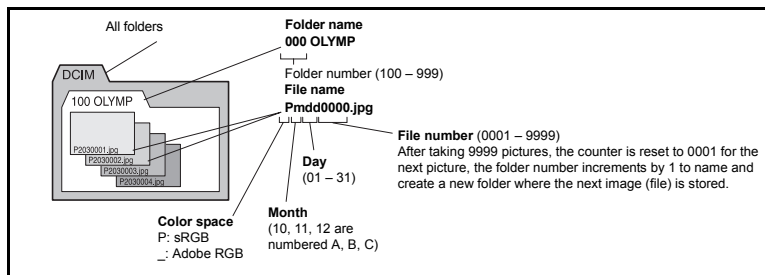 All folders
Folder name
000 OLYMP
Folder number (100 – 999)
DCIM
100 OLYMP
P2030001.jpg
P2030002.jpg
P2030003.jpg
P2030004.jpg
File name
Pmdd0000.jpg
File number (0001 – 9999)
After taking 9999 pictures, the counter is reset to 0001 for the
next picture, the folder number increments by 1 to name and
create a new folder where the next image (file) is stored.
Day
(01 – 31)
Month
(10, 11, 12 are
numbered A, B, C)
Color space
P: sRGB
_: Adobe RGB